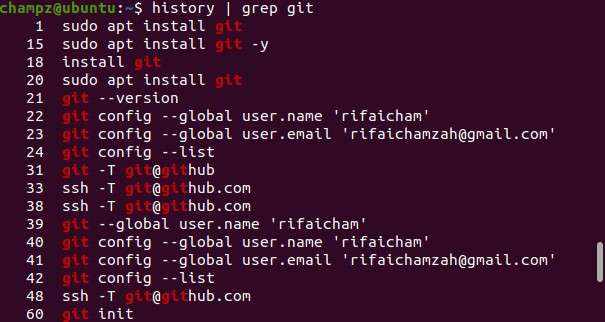 champz@ubuntu:~$ history | grep git
1 sudo apt install git
15 sudo apt install git -y
18 install git
20 sudo apt install git
21 git --version
22 git config --global user.name 'rifaicham'
23 git config --global user.email 'rifaichamzah@gmail.com'
24 git config --list
31 git -T git@github
33 ssh -T git@github.com
38 ssh -T git@github.com
39 git --global user.name 'rifaicham'
40 git config --global user.name 'rifaicham'
41 git config --global user.email 'rifaichamzah@gmail.com'
42 git config --list
48 ssh -T git@github.com
60 git init